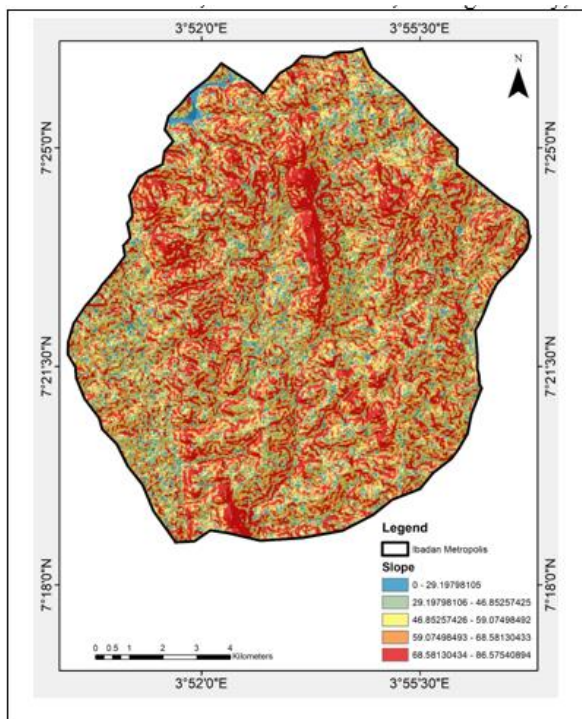 3°52'0"E 3°55'30"E
N
7°25'0"N 7°25'0"N
7°21'30"N 7°21'30"N
7°18'0"N 7°18'0"N
Legend
Ibadan Metropolis
Slope
0 - 29.19798105
29.19798106 - 46.85257425
46.85257426 - 59.07498492
59.07498493 - 68.58130433
68.58130434 - 86.57540894
0 0.5 1 2 3 4
Kilometers
3°52'0"E 3°55'30"E